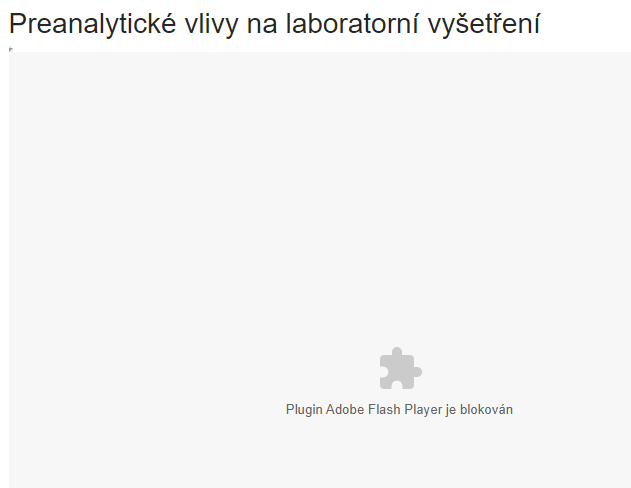 Preanalytické vlivy na laboratorní vyšetření
Plugin Adobe Flash Player je blokován